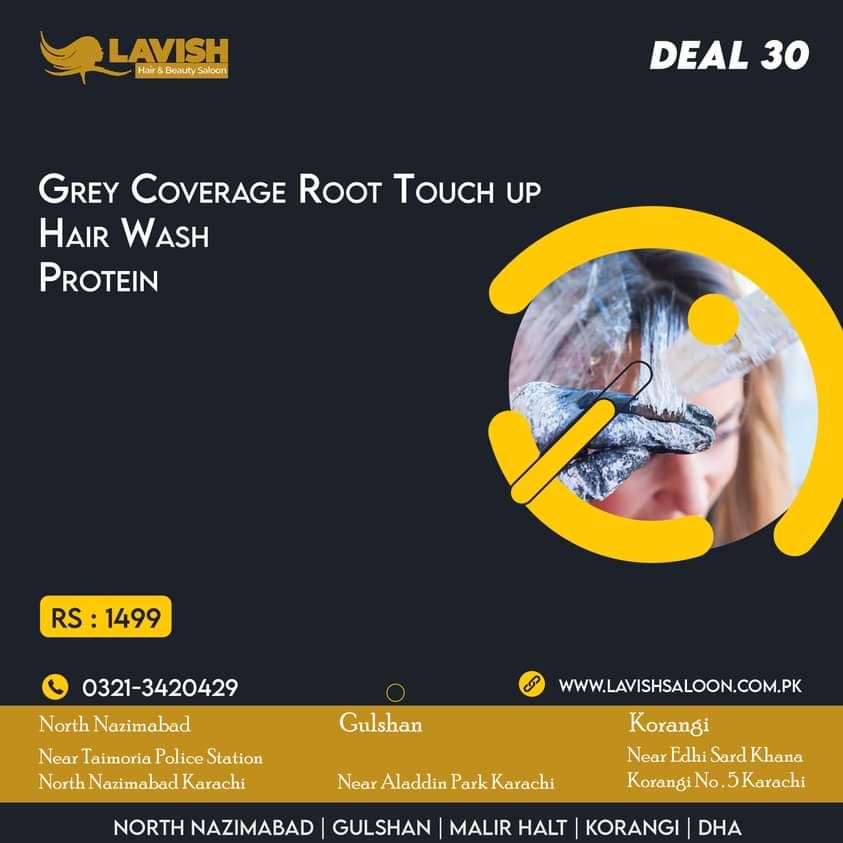 LAVISH
Hair & Beauty Saloon
DEAL 30
GREY COVERAGE ROOT TOUCH UP
HAIR WASH
PROTEIN
RS : 1499
0321-3420429
WWW.LAVISHSALOON.COM.PK
North Nazimabad
Near Taimoria Police Station
North Nazimabad Karachi
Gulshan
Near Aladdin Park Karachi
Korangi
Near Edhi Sard Khana
Korangi No . 5 Karachi
NORTH NAZIMABAD | GULSHAN | MALIR HALT | KORANGI | DHA